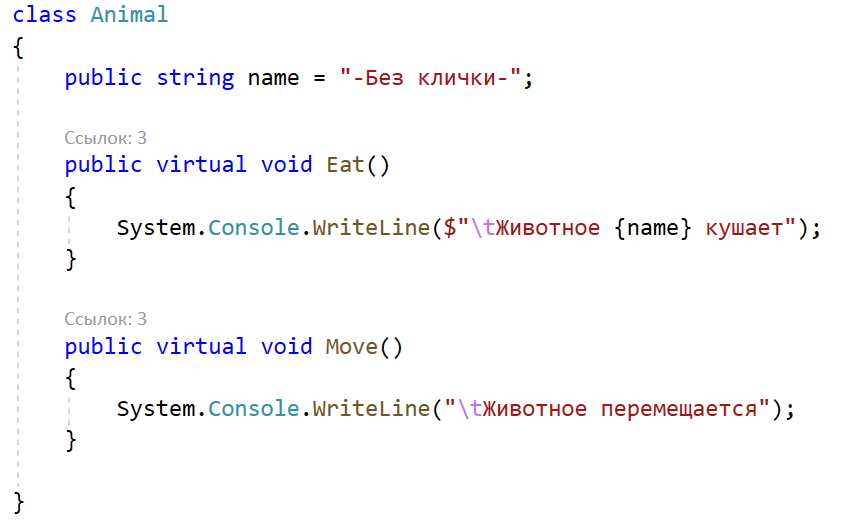 class Animal
{
public string name = "-Без клички-";
Ссылок: 3
public virtual void Eat()
{
System.Console.WriteLine($"\tЖивотное {name} кушает");
}
Ссылок: 3
public virtual void Move()
{
System.Console.WriteLine("\tЖивотное перемещается");
}
}